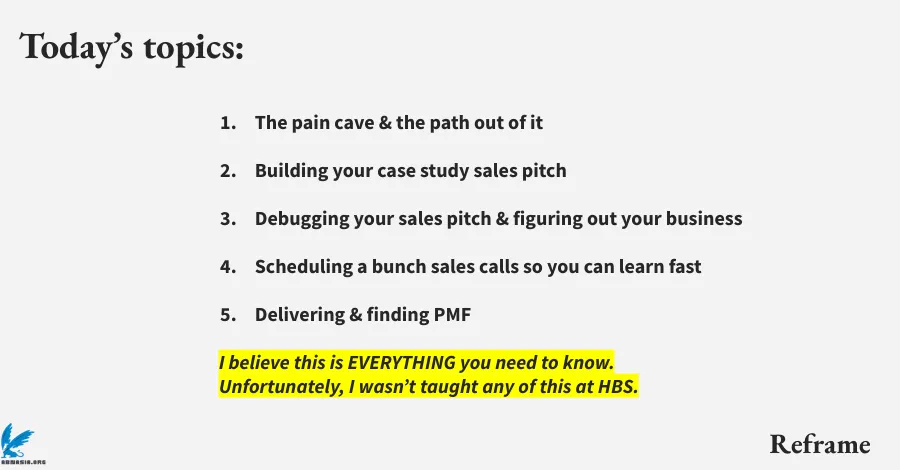 Today's topics:
1. The pain cave & the path out of it
2. Building your case study sales pitch
3. Debugging your sales pitch & figuring out your business
4. Scheduling a bunch sales calls so you can learn fast
5. Delivering & finding PMF
I believe this is EVERYTHING you need to know.
Unfortunately, I wasn't taught any of this at HBS.
Reframe